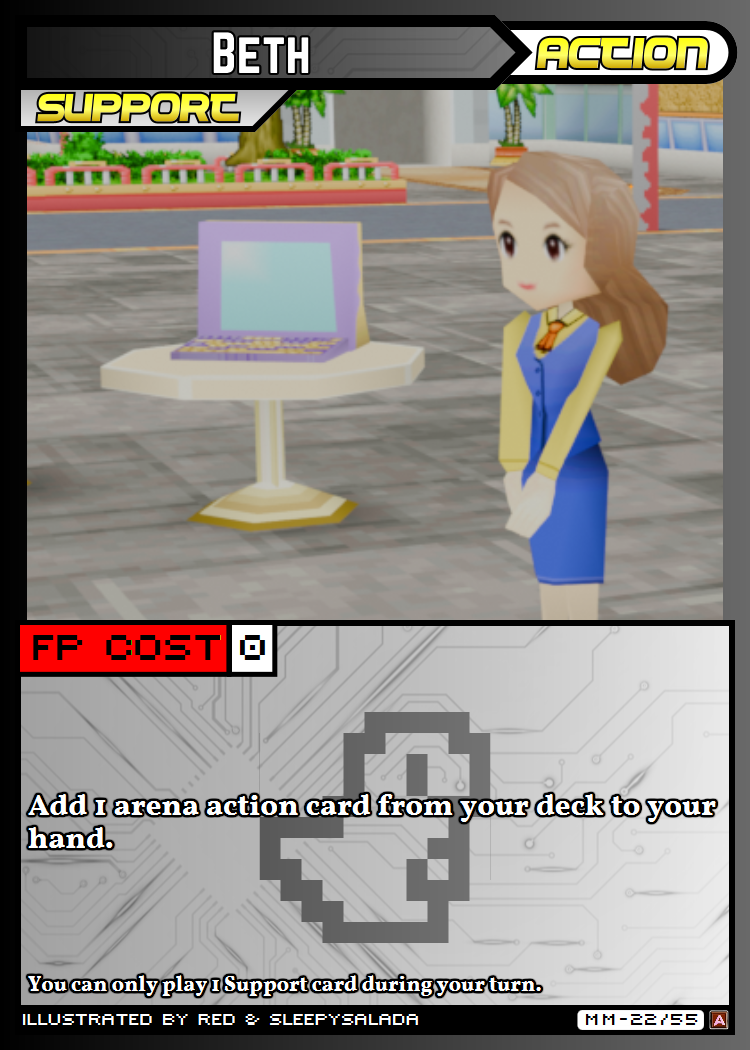 Beth
ACTION
SUPPORT
FP COST 0
Add 1 arena action card from your deck to your
hand.
You can only play 1 Support card during your turn.
ILLUSTRATED BY RED & SLEEPYSALADA
MM-22/55 A